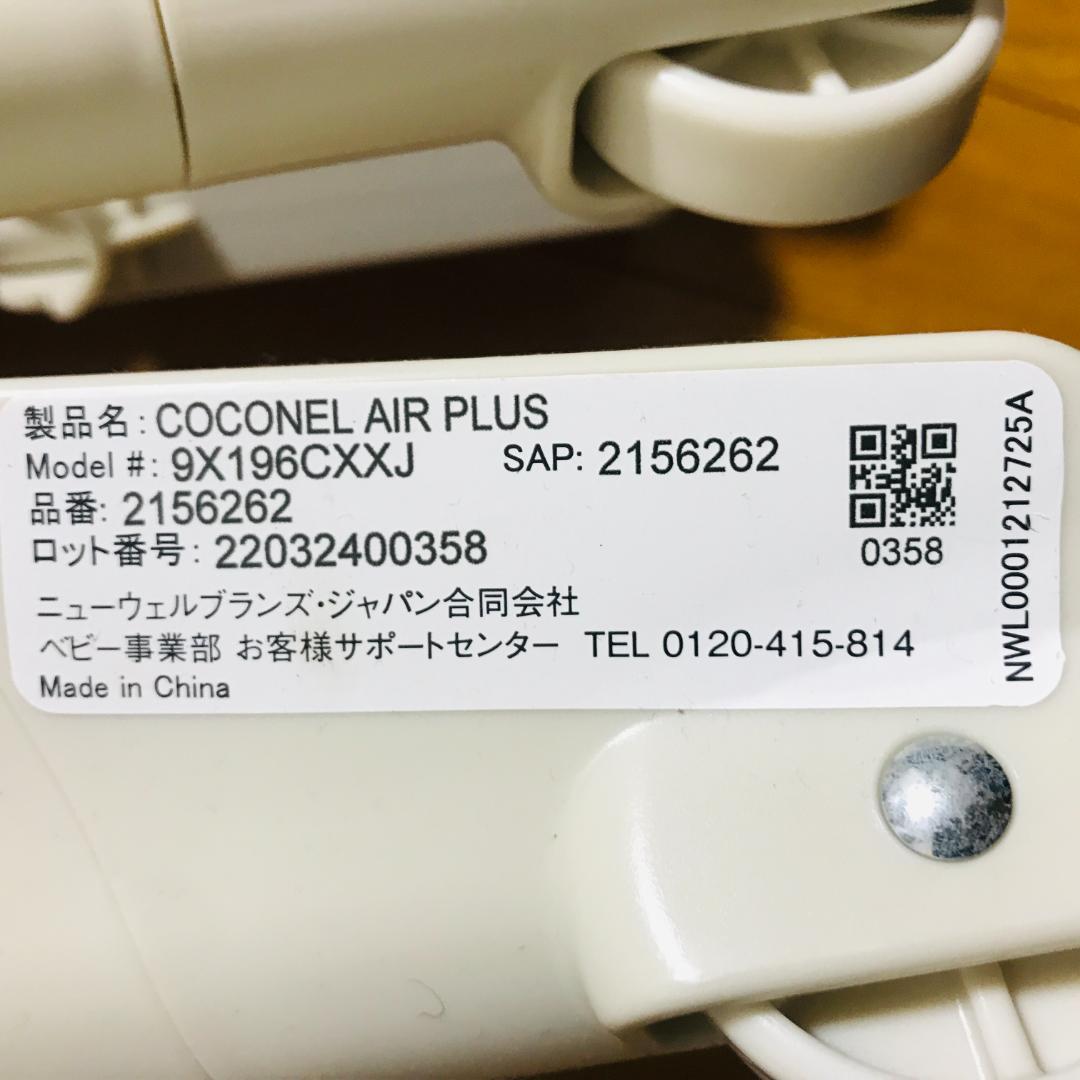 製品名: COCONEL AIR PLUS
Model #: 9X196CXXJ SAP: 2156262
品番: 2156262
ロット番号: 22032400358
0358
ニューウェルブランズ・ジャパン合同会社
ベビー事業部 お客様サポートセンター TEL 0120-415-814
Made in China
NWL0001212725A